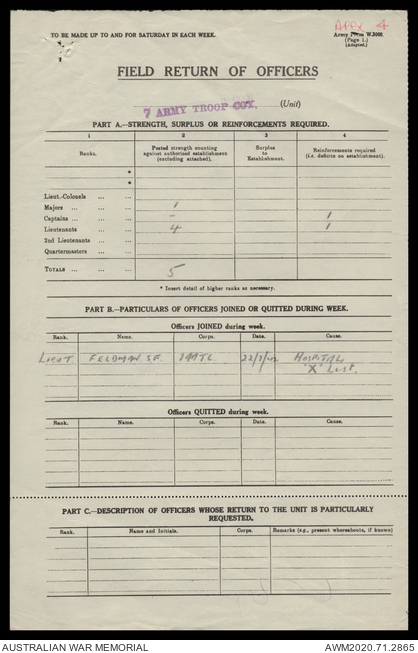 APPX 4
TO BE MADE UP TO AND FOR SATURDAY IN EACH WEEK.
Army Form W.3008.
(Page 1.)
(Adapted.)
FIELD RETURN OF OFFICERS
7 ARMY TROOP COY. (Unit)
PART A.—STRENGTH, SURPLUS OR REINFORCEMENTS REQUIRED.
1 2 3 4
Ranks. Posted strength counting against authorized establishment (excluding attached). Surplus to Establishment. Reinforcements required (i.e. deficits on establishment).
*
*
Lieut.-Colonels ... ...
Majors ... ... ... 1
Captains ... ... ... – 1
Lieutenants ... ... 4 1
2nd Lieutenants ... ...
Quartermasters ... ...
TOTALS ... ... ... 5
* Insert detail of higher ranks as necessary.
PART B.—PARTICULARS OF OFFICERS JOINED OR QUITTED DURING WEEK.
Officers JOINED during week.
Rank. Name. Corps. Date. Cause.
LIEUT FELDMAN S.F. 22/2/42 HOSPITAL
"X" LIST.
Officers QUITTED during week.
Rank. Name. Corps. Date. Cause.
PART C.—DESCRIPTION OF OFFICERS WHOSE RETURN TO THE UNIT IS PARTICULARLY
REQUESTED.
Rank. Name and Initials. Corps. Remarks (e.g., present whereabouts, if known)
AUSTRALIAN WAR MEMORIAL AWM2020.71.2865